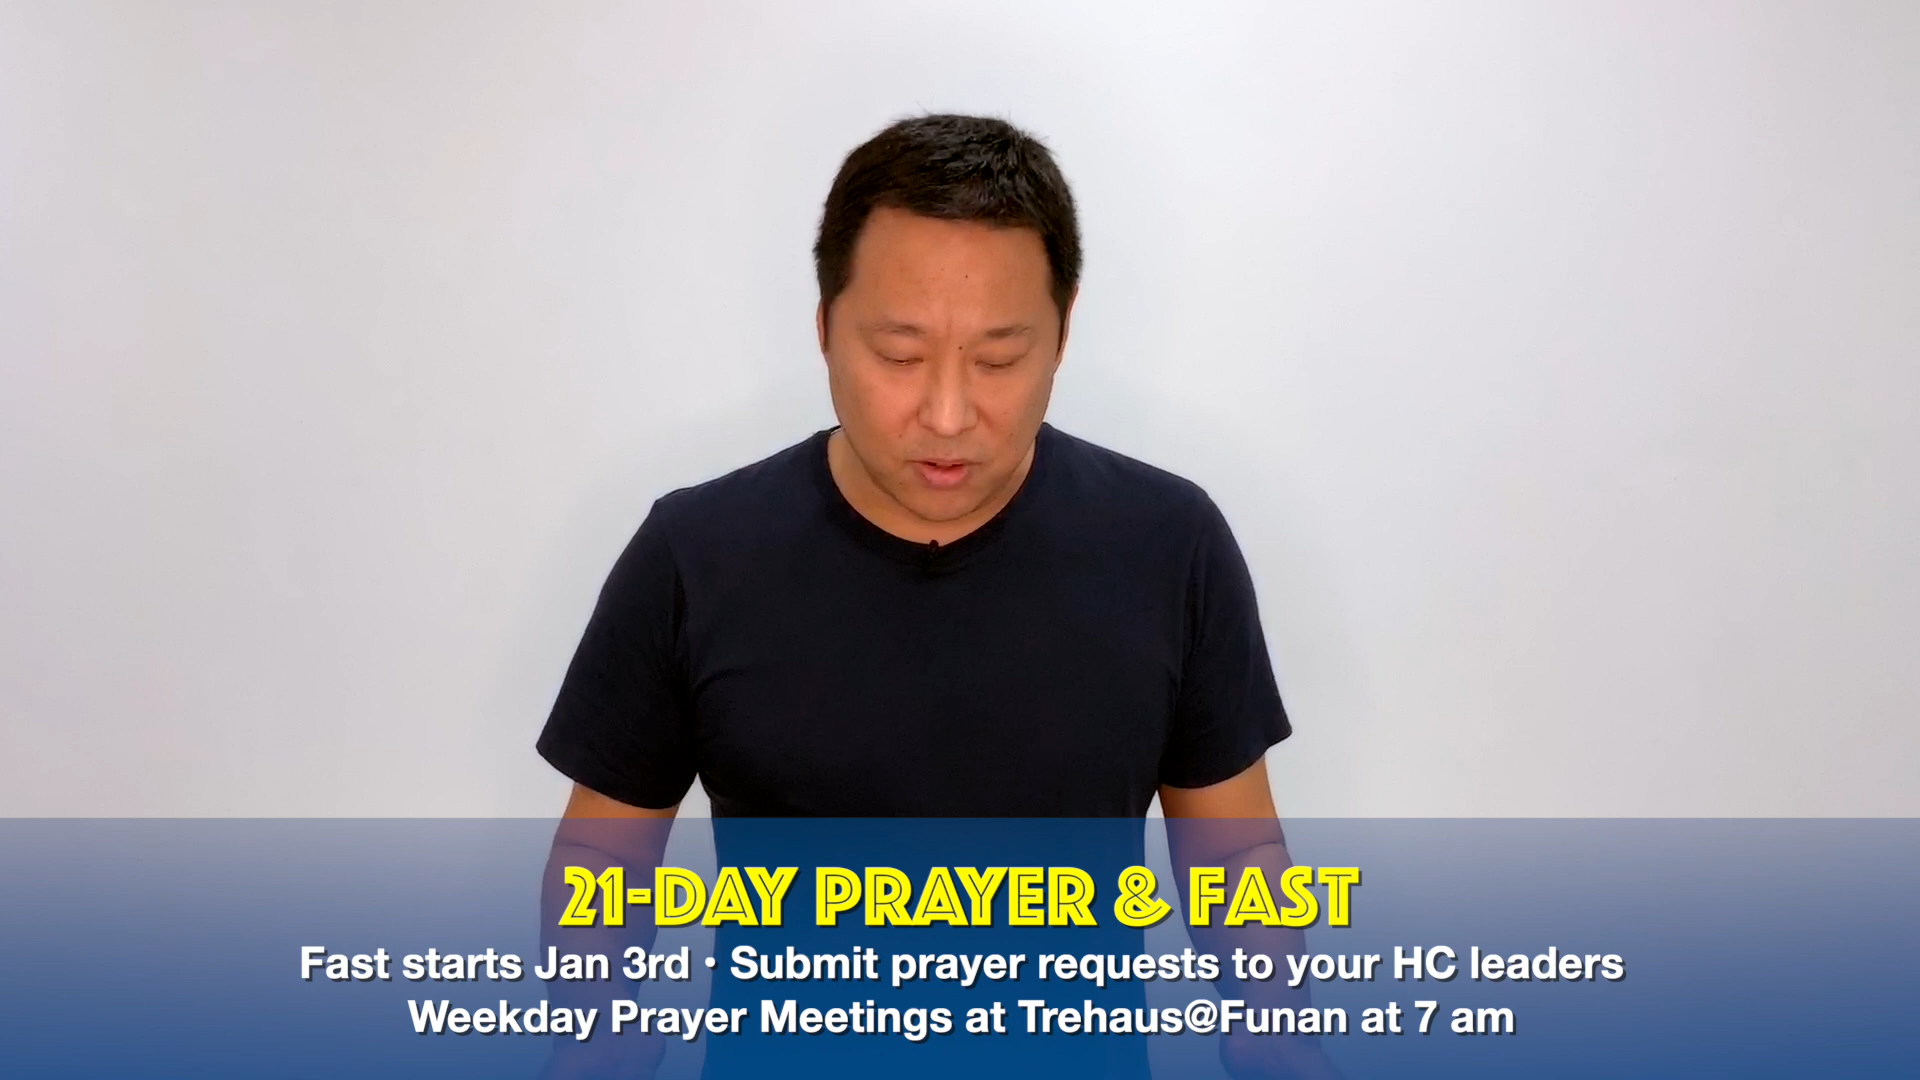 21-DAY PRAYER & FAST
Fast starts Jan 3rd • Submit prayer requests to your HC leaders
Weekday Prayer Meetings at Trehaus@Funan at 7 am